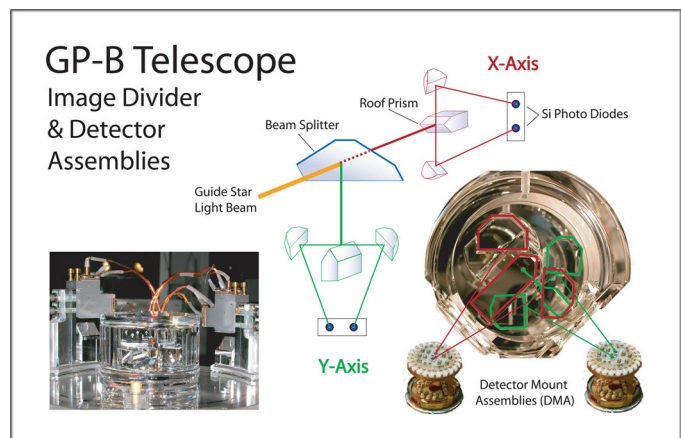 GP-B Telescope
Image Divider
& Detector
Assemblies
X-Axis
Roof Prism
Si Photo Diodes
Beam Splitter
Guide Star
Light Beam
Y-Axis
Detector Mount
Assemblies (DMA)